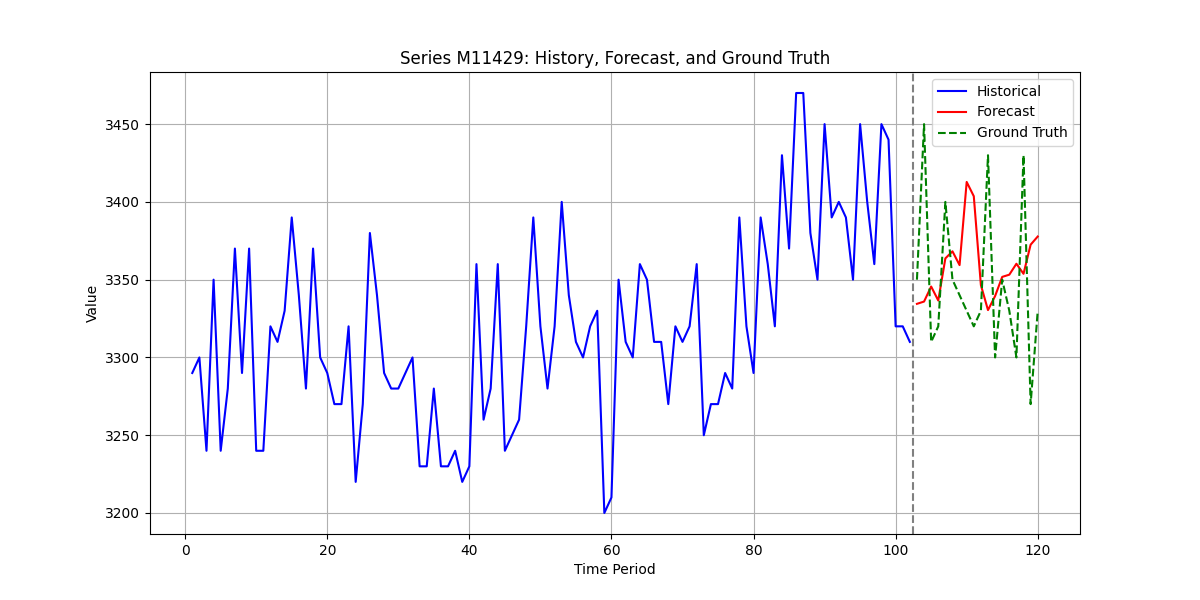 Series M11429: History, Forecast, and Ground Truth
Historical
Forecast
Ground Truth
3450
3400
3350
3300
3250
3200
Value
0 20 40 60 80 100 120
Time Period